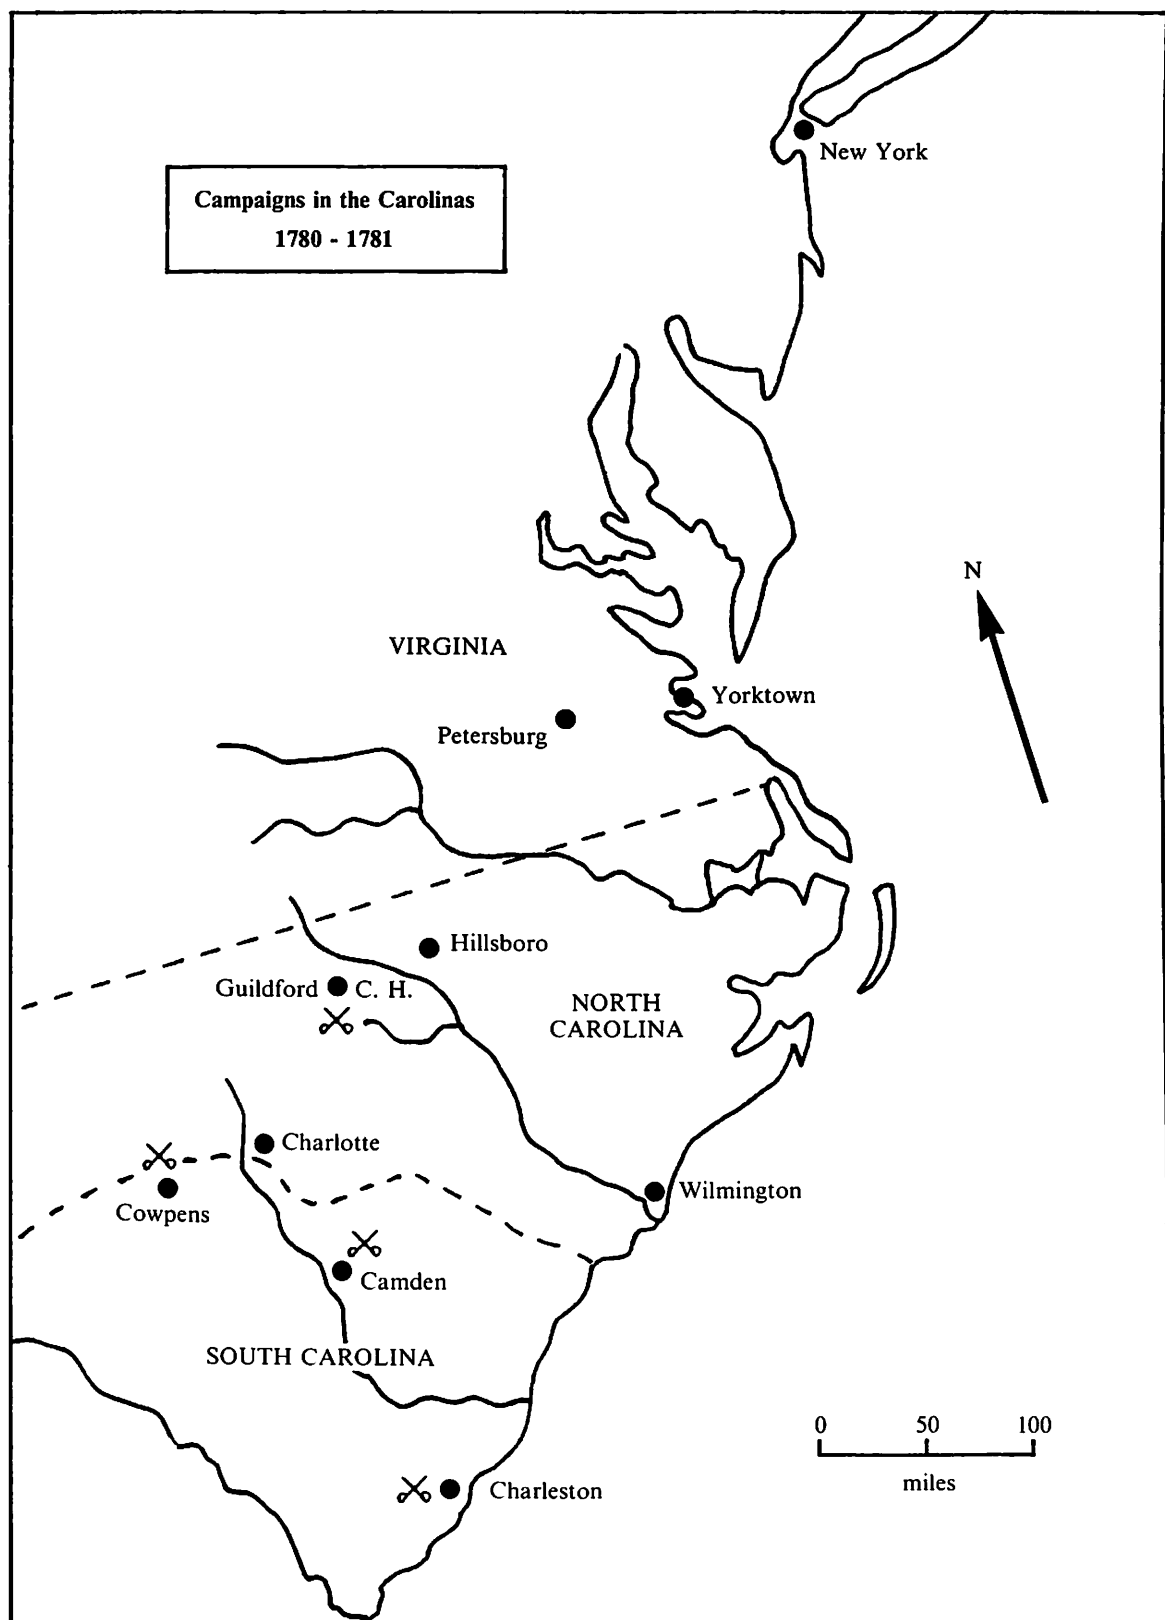 New York
Campaigns in the Carolinas
1780 - 1781
N
VIRGINIA
Yorktown
Petersburg
Hillsboro
Guildford C. H.
NORTH
CAROLINA
Charlotte
Wilmington
Cowpens
Camden
SOUTH CAROLINA
0 50 100
miles
Charleston